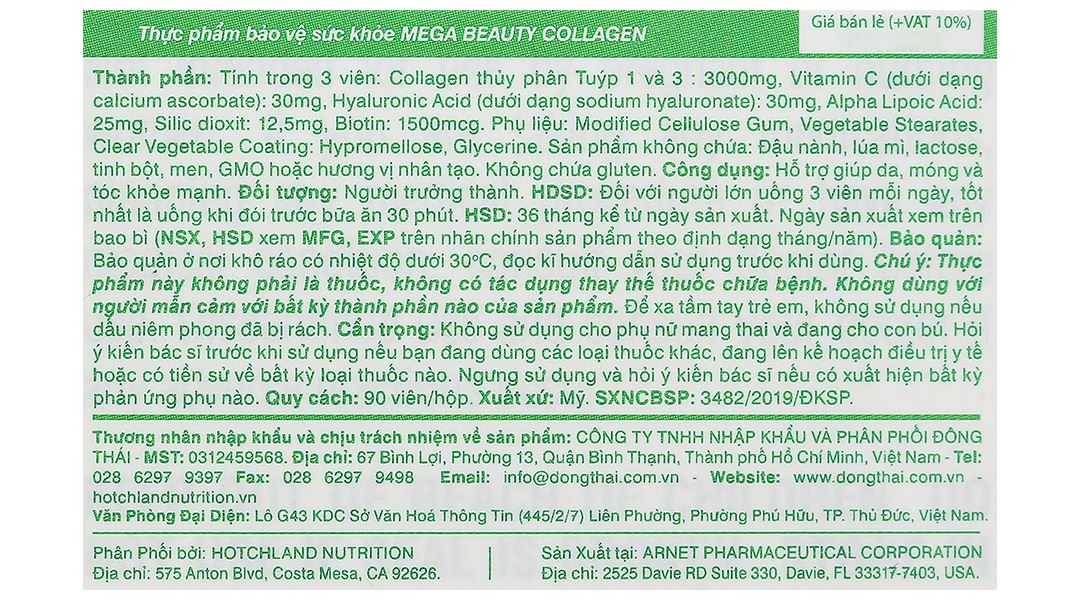 Thực phẩm bảo vệ sức khỏe MEGA BEAUTY COLLAGEN
Giá bán lẻ (+VAT 10%)
Thành phần: Tính trong 3 viên: Collagen thủy phân Tuýp 1 và 3 : 3000mg, Vitamin C (dưới dạng
calcium ascorbate): 30mg, Hyaluronic Acid (dưới dạng sodium hyaluronate): 30mg, Alpha Lipoic Acid:
25mg, Silic dioxit: 12,5mg, Biotin: 1500mcg. Phụ liệu: Modified Cellulose Gum, Vegetable Stearates,
Clear Vegetable Coating: Hypromellose, Glycerine. Sản phẩm không chứa: Đậu nành, lúa mì, lactose,
tinh bột, men, GMO hoặc hương vị nhân tạo. Không chứa gluten. Công dụng: Hỗ trợ giúp da, móng và
tóc khỏe mạnh. Đối tượng: Người trưởng thành. HDSD: Đối với người lớn uống 3 viên mỗi ngày, tốt
nhất là uống khi đói trước bữa ăn 30 phút. HSD: 36 tháng kể từ ngày sản xuất. Ngày sản xuất xem trên
bao bì (NSX, HSD xem MFG, EXP trên nhãn chính sản phẩm theo định dạng tháng/năm). Bảo quản:
Bảo quản ở nơi khô ráo có nhiệt độ dưới 30°C, đọc kĩ hướng dẫn sử dụng trước khi dùng. Chú ý: Thực
phẩm này không phải là thuốc, không có tác dụng thay thế thuốc chữa bệnh. Không dùng với
người mẫn cảm với bất kỳ thành phần nào của sản phẩm. Để xa tầm tay trẻ em, không sử dụng nếu
dấu niêm phong đã bị rách. Cẩn trọng: Không sử dụng cho phụ nữ mang thai và đang cho con bú. Hỏi
ý kiến bác sĩ trước khi sử dụng nếu bạn đang dùng các loại thuốc khác, đang lên kế hoạch điều trị y tế
hoặc có tiền sử về bất kỳ loại thuốc nào. Ngưng sử dụng và hỏi ý kiến bác sĩ nếu có xuất hiện bất kỳ
phản ứng phụ nào. Quy cách: 90 viên/hộp. Xuất xứ: Mỹ. SXNCBSP: 3482/2019/ĐKSP.
Thương nhân nhập khẩu và chịu trách nhiệm về sản phẩm: CÔNG TY TNHH NHẬP KHẨU VÀ PHÂN PHỐI ĐÔNG
THÁI - MST: 0312459568. Địa chỉ: 67 Bình Lợi, Phường 13, Quận Bình Thạnh, Thành phố Hồ Chí Minh, Việt Nam - Tel:
028 6297 9397 Fax: 028 6297 9498 Email: info@dongthai.com.vn - Website: www.dongthai.com.vn -
hotchlandnutrition.vn
Văn Phòng Đại Diện: Lô G43 KDC Sở Văn Hoá Thông Tin (445/2/7) Liên Phường, Phường Phú Hữu, TP. Thủ Đức, Việt Nam.
Phân Phối bởi: HOTCHLAND NUTRITION
Địa chỉ: 575 Anton Blvd, Costa Mesa, CA 92626.
Sản Xuất tại: ARNET PHARMACEUTICAL CORPORATION
Địa chỉ: 2525 Davie RD Suite 330, Davie, FL 33317-7403, USA.